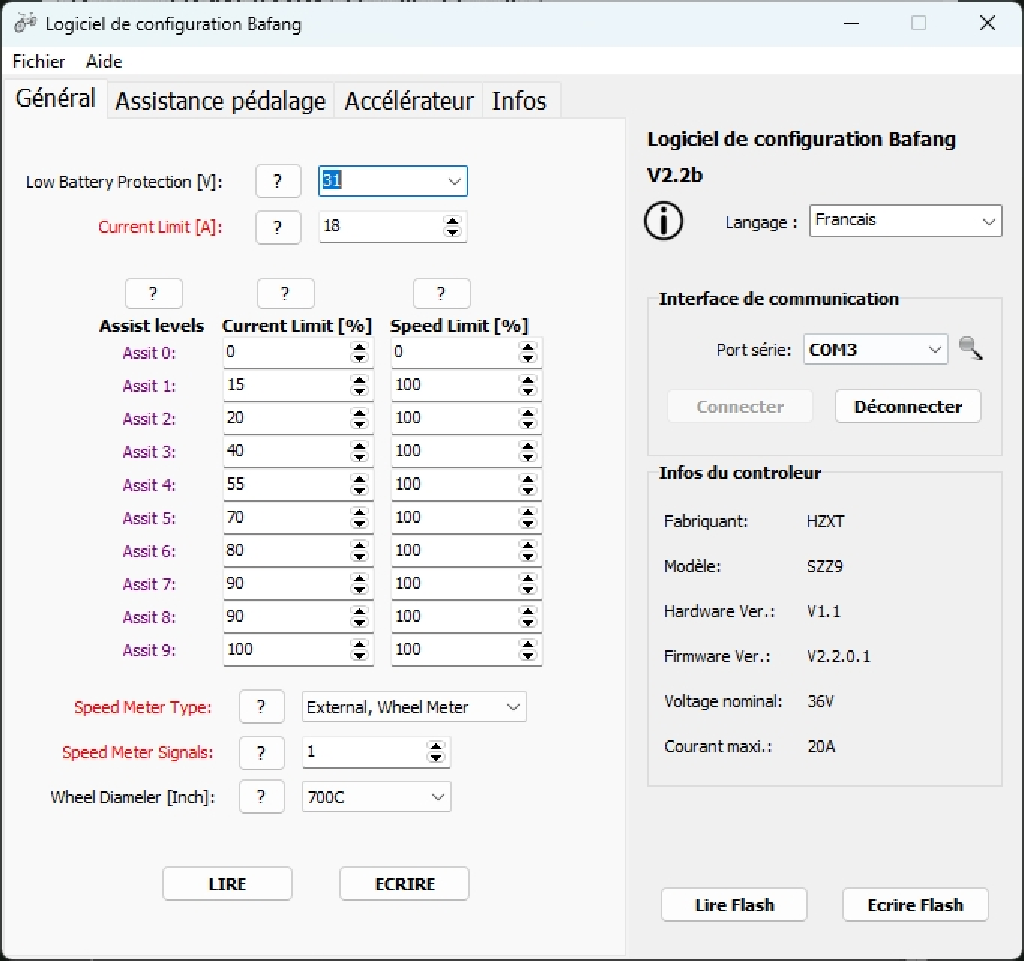 Logiciel de configuration Bafang
Fichier Aide
Général Assistance pédalage Accélérateur Infos
Low Battery Protection [V]: ? 31
Current Limit [A]: ? 18
? ? ?
Assist levels Current Limit [%] Speed Limit [%]
Assit 0: 0 0
Assit 1: 15 100
Assit 2: 20 100
Assit 3: 40 100
Assit 4: 55 100
Assit 5: 70 100
Assit 6: 80 100
Assit 7: 90 100
Assit 8: 90 100
Assit 9: 100 100
Speed Meter Type: ? External, Wheel Meter
Speed Meter Signals: ? 1
Wheel Diameler [Inch]: ? 700C
LIRE ECRIRE
Logiciel de configuration Bafang
V2.2b
Langage : Francais
Interface de communication
Port série: COM3
Connecter Déconnecter
Infos du controleur
Fabriquant: HZXT
Modèle: SZZ9
Hardware Ver.: V1.1
Firmware Ver.: V2.2.0.1
Voltage nominal: 36V
Courant maxi.: 20A
Lire Flash Ecrire Flash